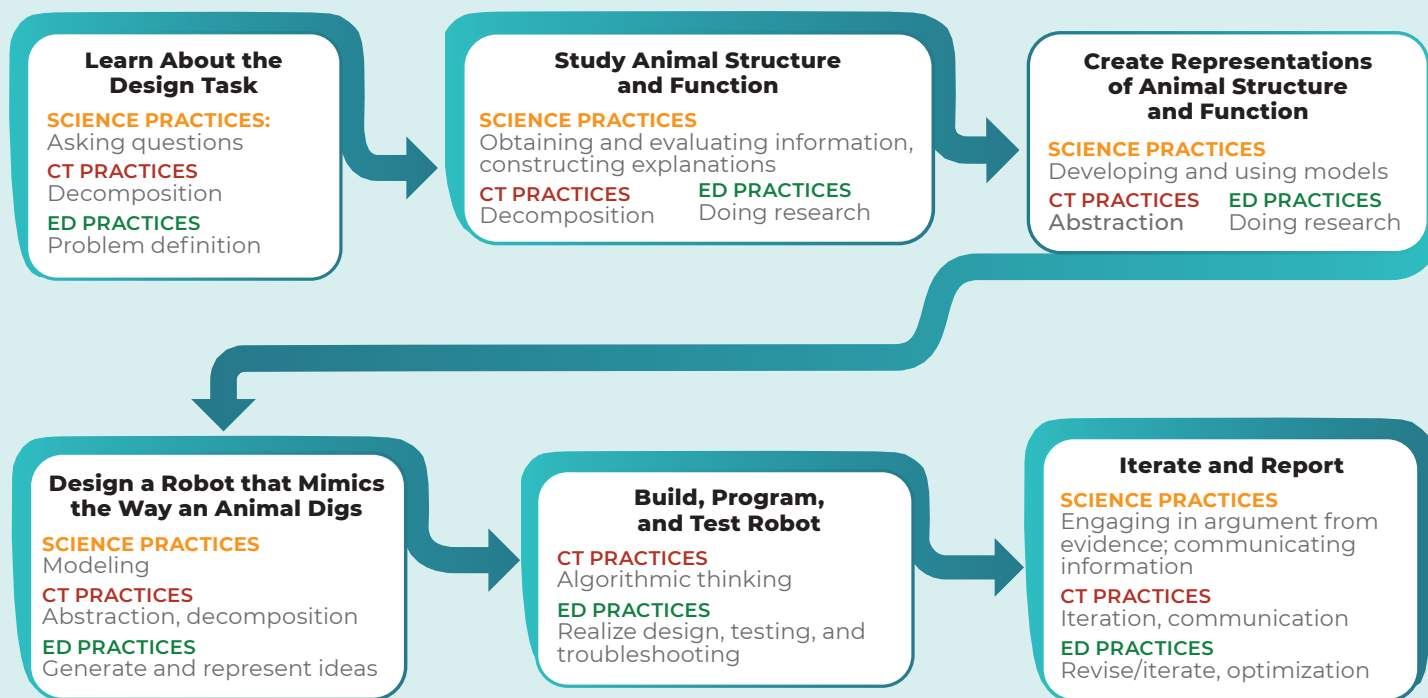 Learn About the
Design Task
SCIENCE PRACTICES:
Asking questions
CT PRACTICES
Decomposition
ED PRACTICES
Problem definition
Study Animal Structure
and Function
SCIENCE PRACTICES
Obtaining and evaluating information,
constructing explanations
CT PRACTICES
Decomposition
ED PRACTICES
Doing research
Create Representations
of Animal Structure
and Function
SCIENCE PRACTICES
Developing and using models
CT PRACTICES
Abstraction
ED PRACTICES
Doing research
Design a Robot that Mimics
the Way an Animal Digs
SCIENCE PRACTICES
Modeling
CT PRACTICES
Abstraction, decomposition
ED PRACTICES
Generate and represent ideas
Build, Program,
and Test Robot
CT PRACTICES
Algorithmic thinking
ED PRACTICES
Realize design, testing, and
troubleshooting
Iterate and Report
SCIENCE PRACTICES
Engaging in argument from
evidence; communicating
information
CT PRACTICES
Iteration, communication
ED PRACTICES
Revise/iterate, optimization